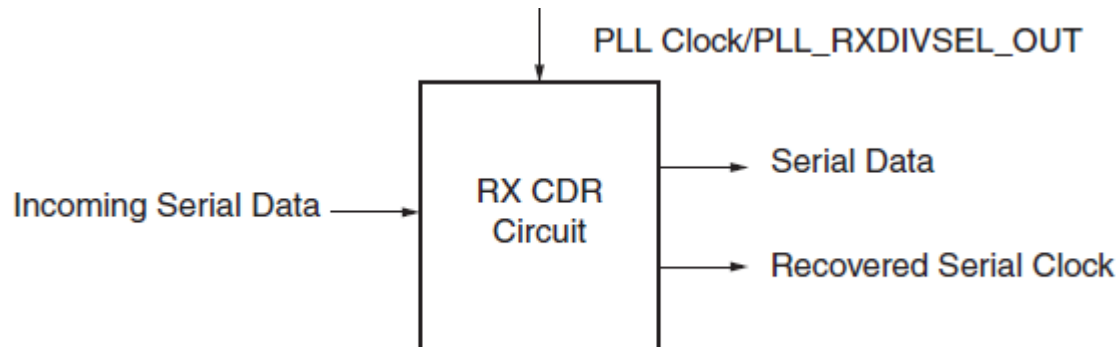 PLL Clock/PLL_RXDIVSEL_OUT
Serial Data
Incoming Serial Data
RX CDR
Circuit
Recovered Serial Clock